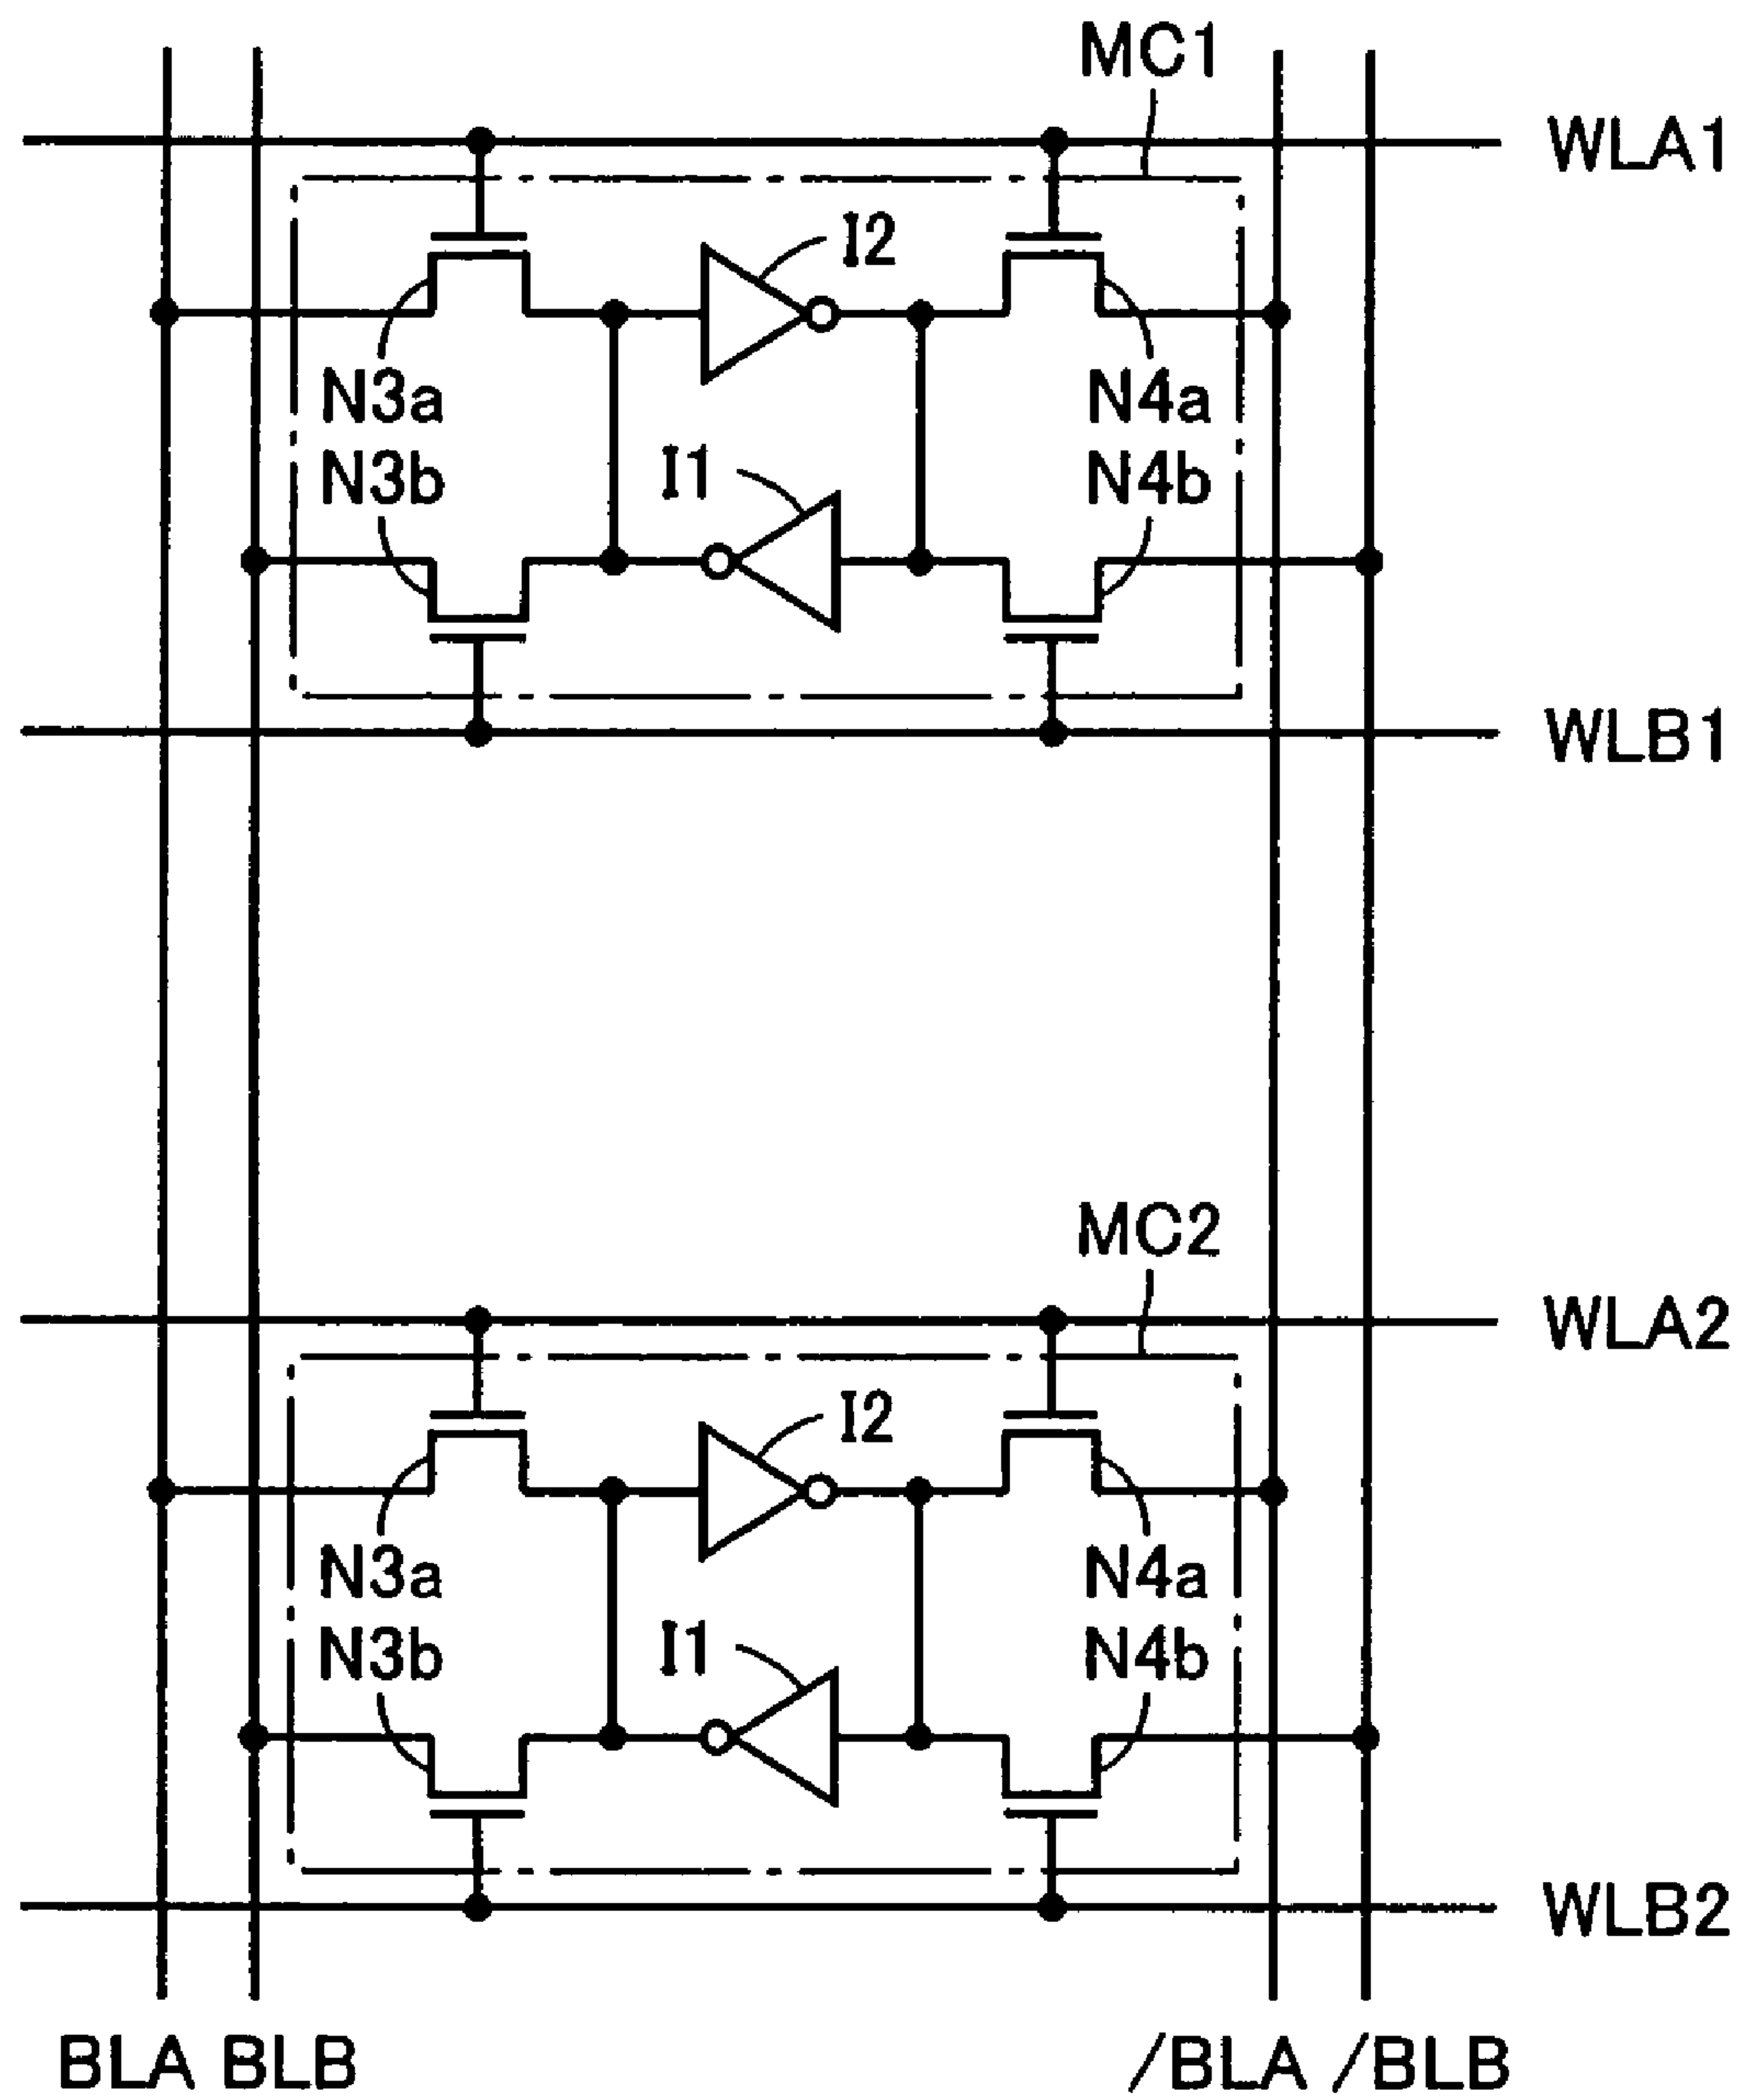 MC1
WLA1
I2
N3a
N4a
N3b
I1
N4b
WLB1
MC2
WLA2
I2
N3a
N4a
N3b
I1
N4b
WLB2
BLA BLB
/BLA /BLB